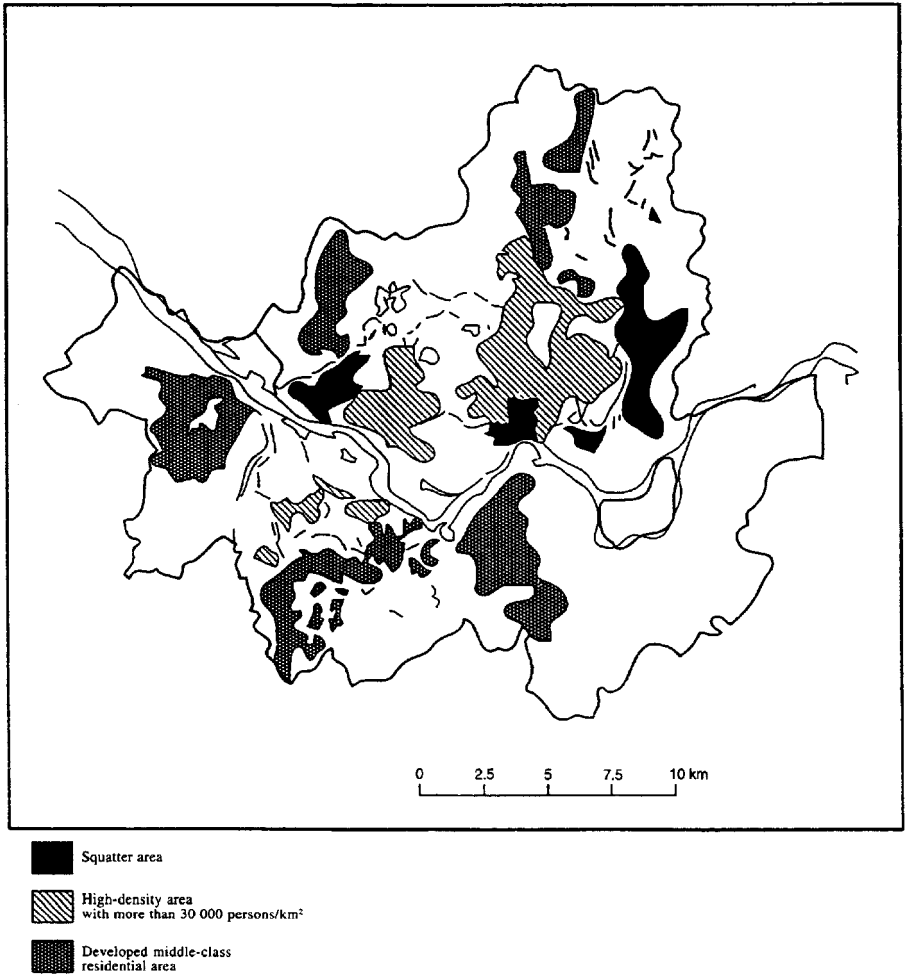 0 2.5 5 7.5 10 km
Squatter area
High-density area
with more than 30 000 persons/km²
Developed middle-class
residential area